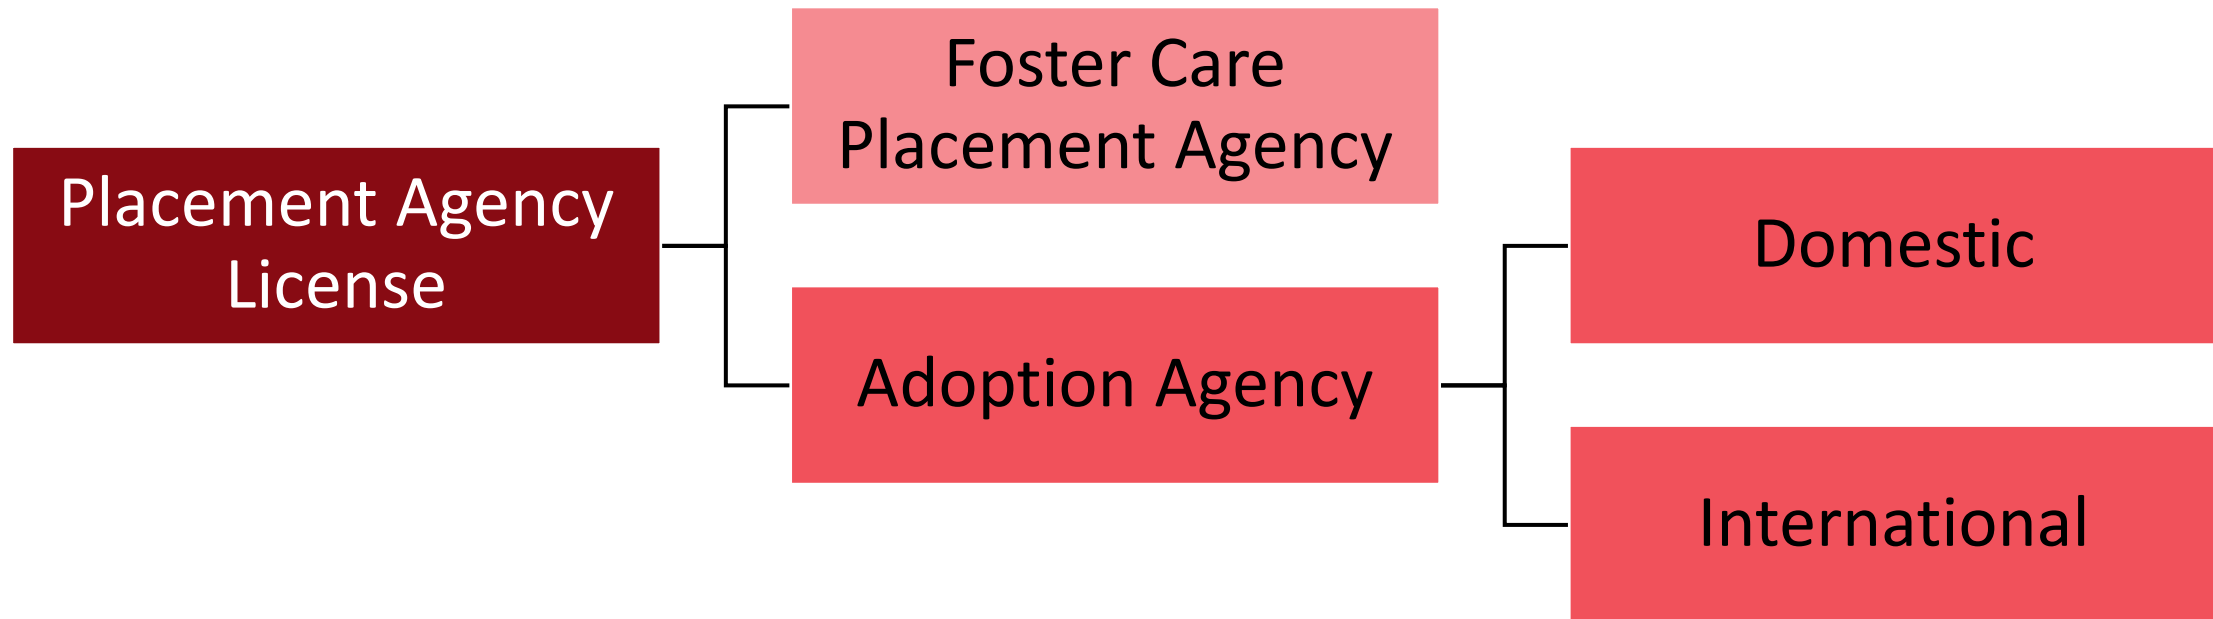 Foster Care
Placement Agency
Placement Agency
License
Domestic
Adoption Agency
International